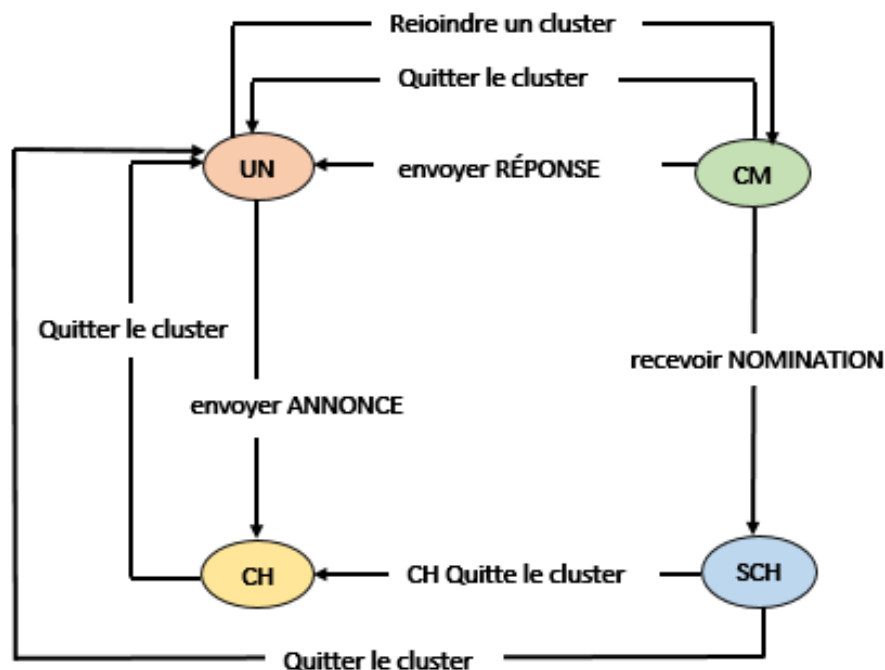 Reioindre un cluster
Quitter le cluster
UN
envoyer RÉPONSE
CM
Quitter le cluster
recevoir NOMINATION
envoyer ANNONCE
CH
CH Quitte le cluster
SCH
Quitter le cluster